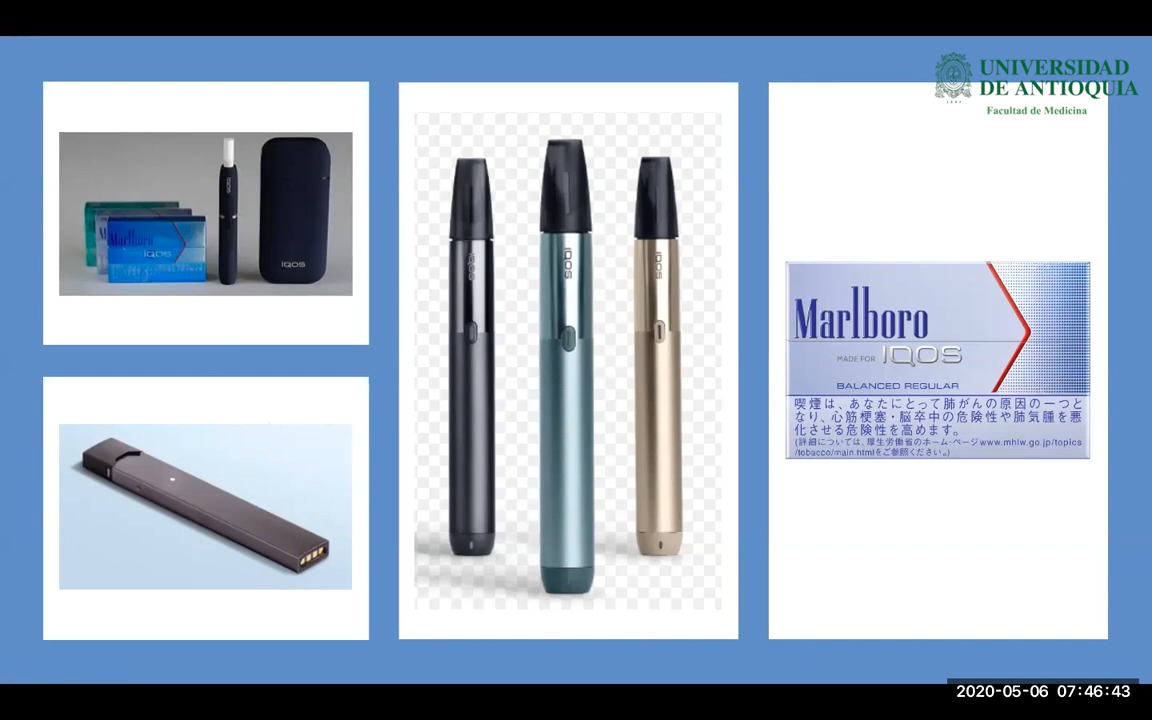 UNIVERSIDAD
DE ANTIOQUIA
Facultad de Medicina
Marlboro
IQOS
IQOS
IQOS
IQOS
IQOS
IQOS
Marlboro
MADE FOR IQOS
BALANCED REGULAR
喫煙は、あなたにとって肺がんの原因の一つと
なり、心筋梗塞・脳卒中の危険性や肺気腫を悪
化させる危険性を高めます。
(詳細については、厚生労働省のホーム・ページwww.mhlw.go.jp/topics
/tobacco/main.htmlをご参照ください。)
2020-05-06 07:46:43